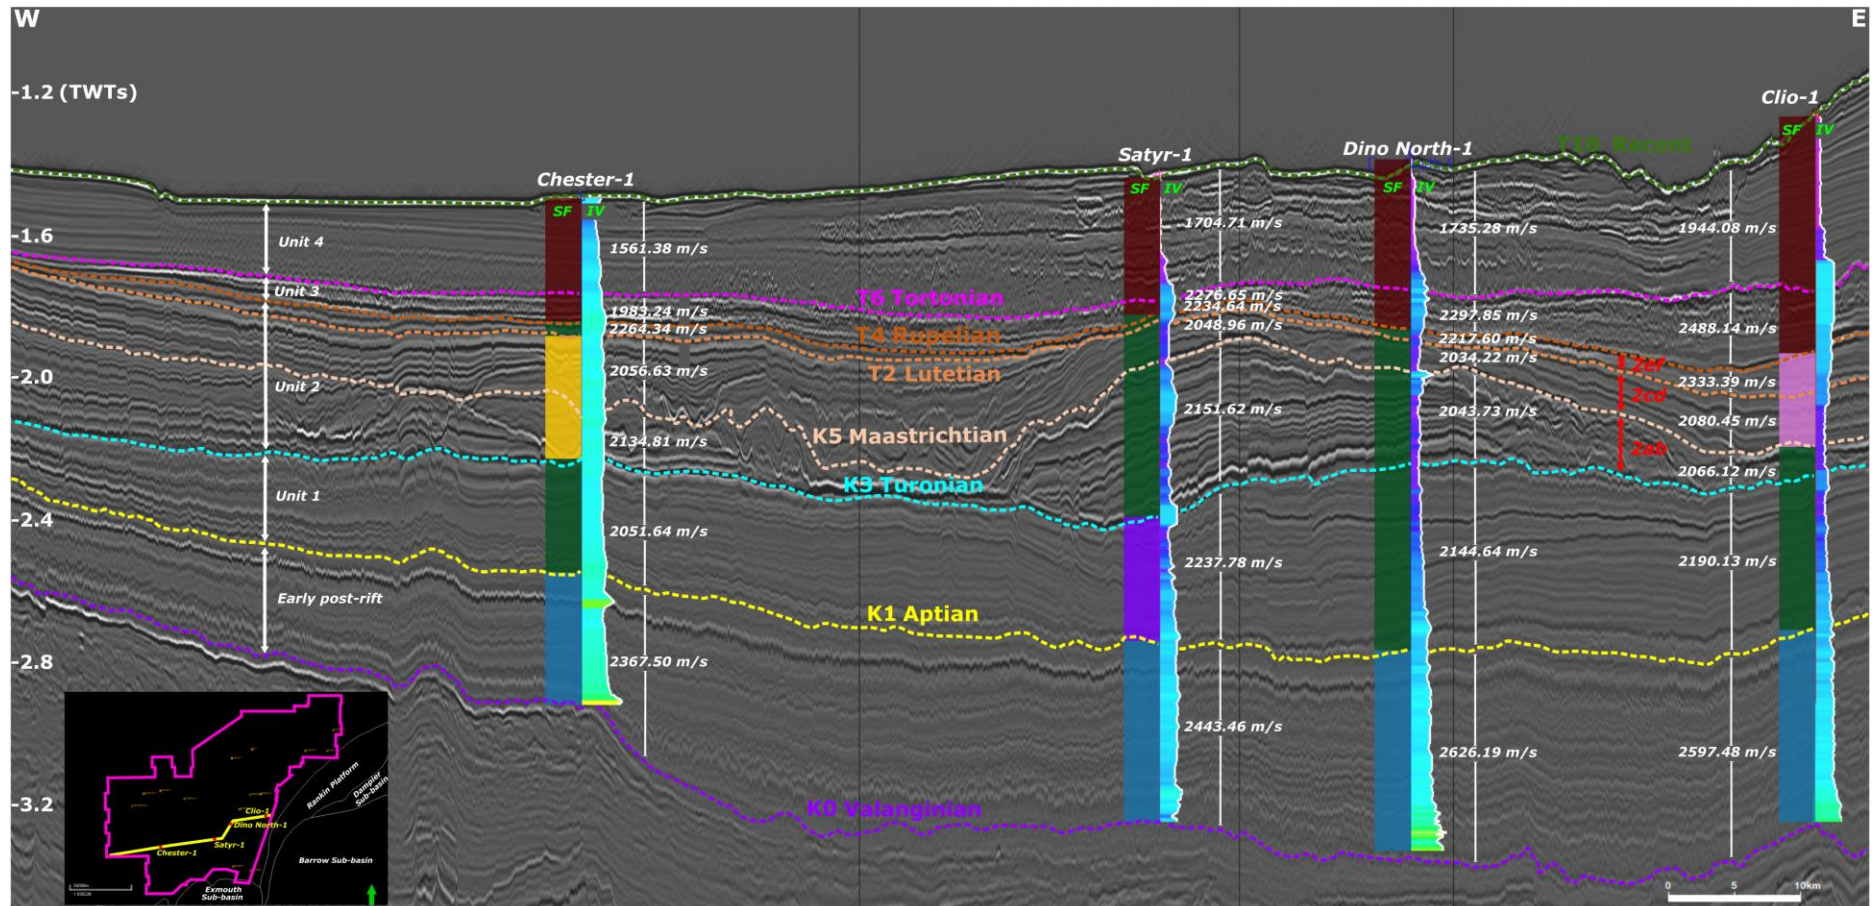 W
E
-1.2 (TWTs)
-1.6
-2.0
-2.4
-2.8
-3.2
Chester-1
SF IV
Satyr-1
SF IV
Dino North-1
SF IV
Clio-1
SF IV
T10 Recent
Unit 4
Unit 3
Unit 2
Unit 1
Early post-rift
T6 Tortonian
T4 Rupelian
T2 Lutetian
K5 Maastrichtian
K3 Turonian
K1 Aptian
K0 Valanginian
1561.38 m/s
1983.24 m/s
2264.34 m/s
2056.63 m/s
2134.81 m/s
2051.64 m/s
2367.50 m/s
1704.71 m/s
2276.65 m/s
2234.64 m/s
2048.96 m/s
2151.62 m/s
2237.78 m/s
2443.46 m/s
1735.28 m/s
2297.85 m/s
2217.60 m/s
2034.22 m/s
2043.73 m/s
2144.64 m/s
2626.19 m/s
1944.08 m/s
2488.14 m/s
2333.39 m/s
2080.45 m/s
2066.12 m/s
2190.13 m/s
2597.48 m/s
2ef
2cd
2ab
Rankin Platform
Dampier
Sub-basin
Clio-1
Dino North-1
Satyr-1
Chester-1
Barrow Sub-basin
Exmouth
Sub-basin
0 5 10km